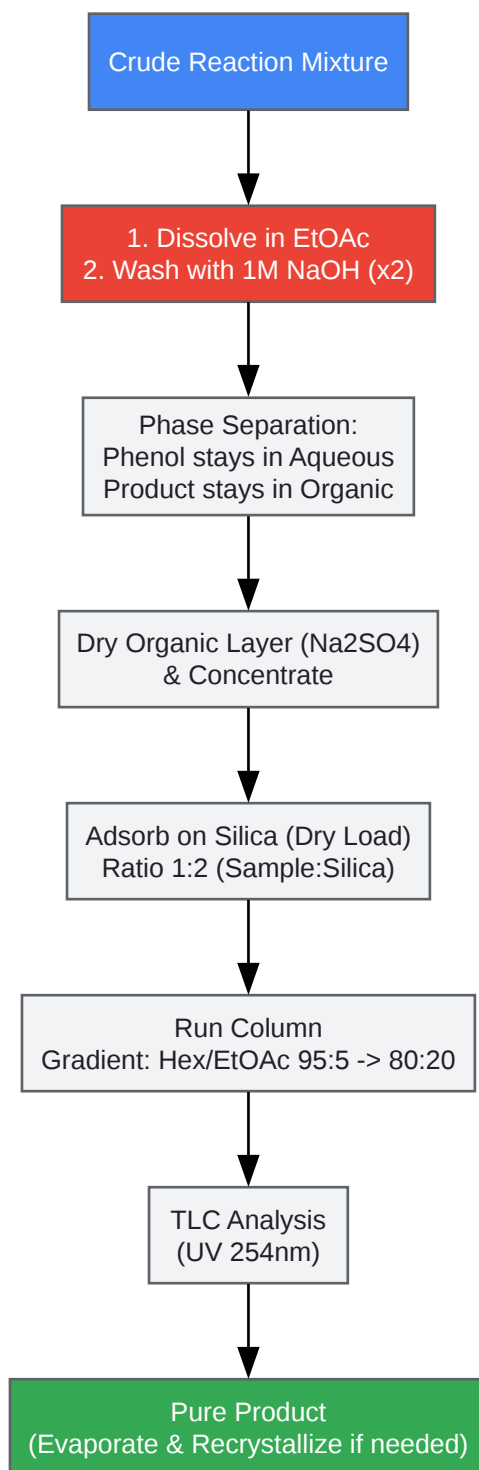 Crude Reaction Mixture
1. Dissolve in EtOAc
2. Wash with 1M NaOH (x2)
Phase Separation:
Phenol stays in Aqueous
Product stays in Organic
Dry Organic Layer (Na2SO4)
& Concentrate
Adsorb on Silica (Dry Load)
Ratio 1:2 (Sample:Silica)
Run Column
Gradient: Hex/EtOAc 95:5 -> 80:20
TLC Analysis
(UV 254nm)
Pure Product
(Evaporate & Recrystallize if needed)